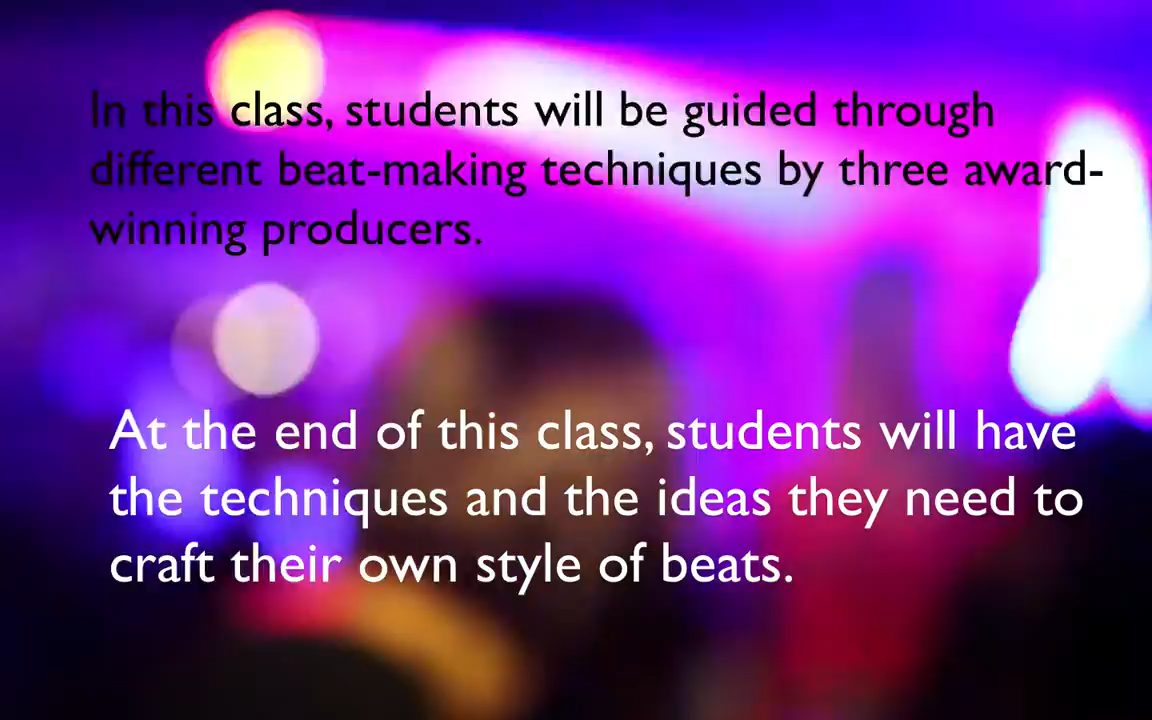 In this class, students will be guided through
different beat-making techniques by three award-
winning producers.
At the end of this class, students will have
the techniques and the ideas they need to
craft their own style of beats.